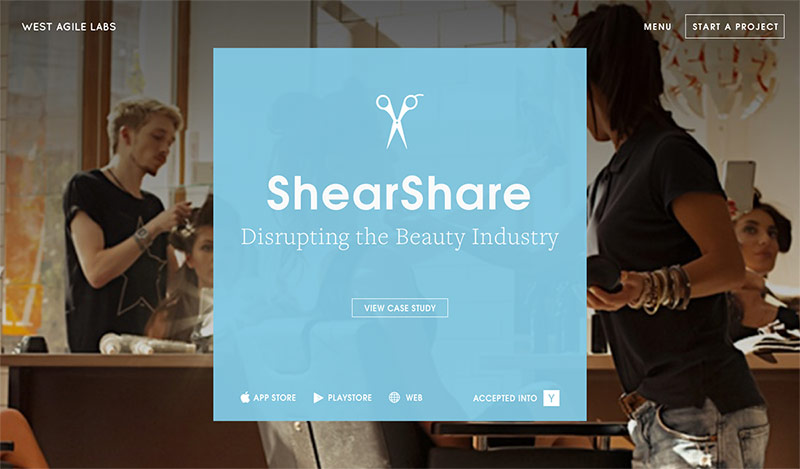 WEST AGILE LABS
MENU
START A PROJECT
ShearShare
Disrupting the Beauty Industry
VIEW CASE STUDY
APP STORE
PLAYSTORE
WEB
ACCEPTED INTO Y